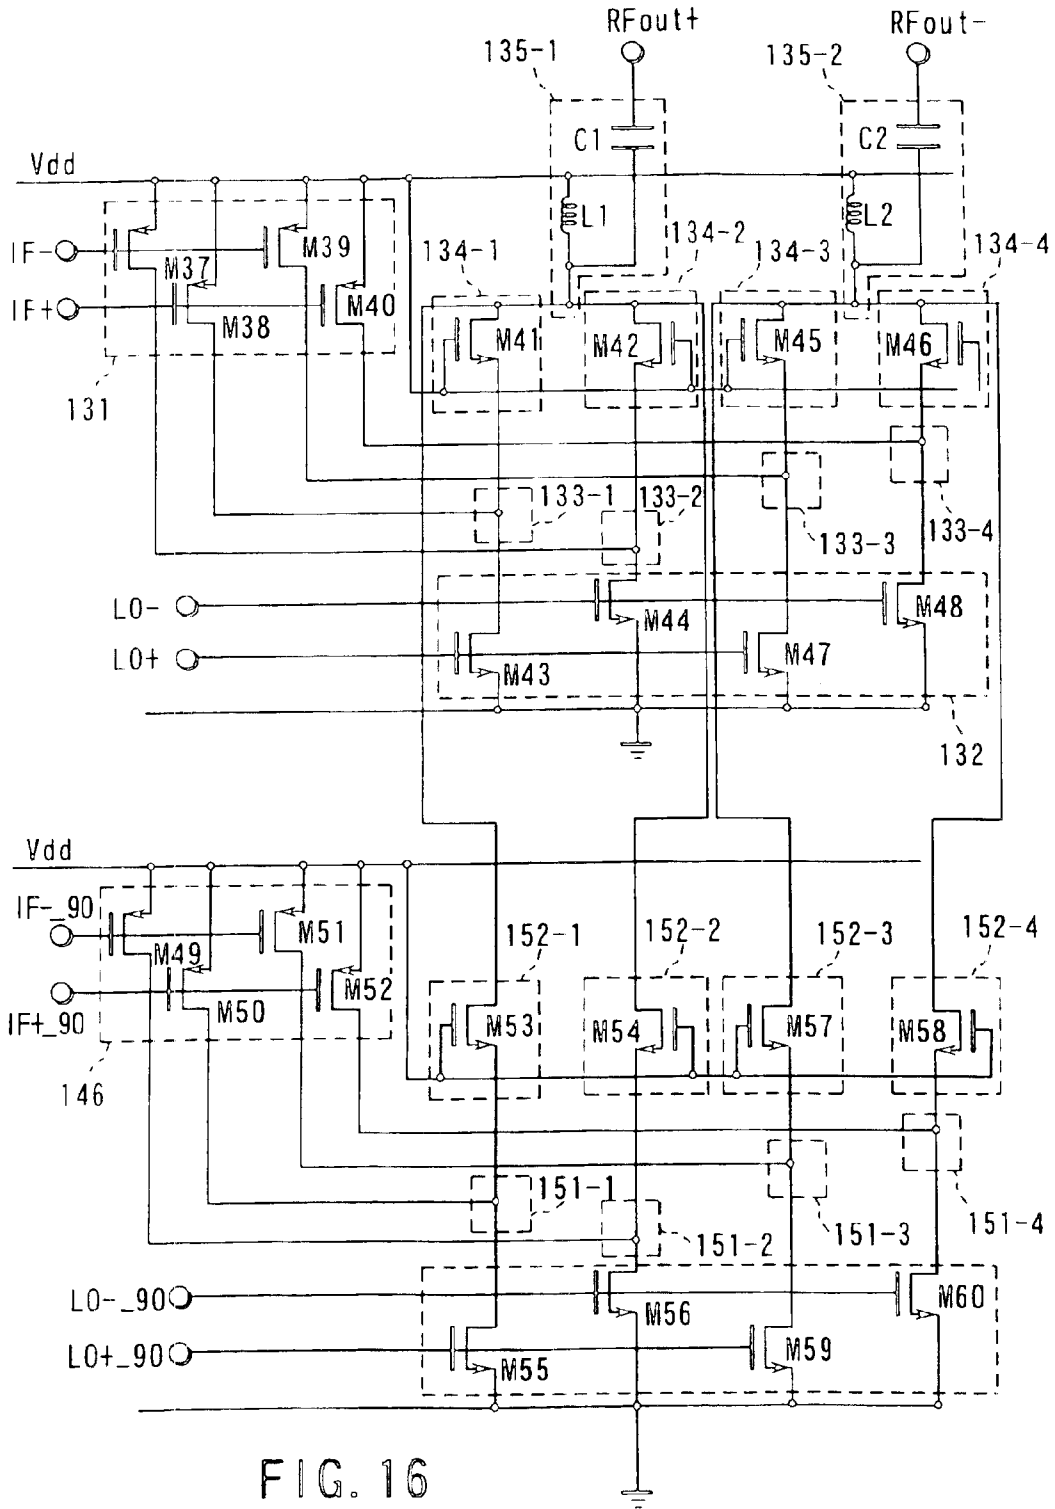 RFout+
RFout-
135-1
135-2
C1
C2
Vdd
L1
L2
IF-
M37
M39
134-1
134-2
134-3
134-4
IF+
M38
M40
M41
M42
M45
M46
131
133-1
133-2
133-3
133-4
LO-
M44
M48
LO+
M43
M47
132
Vdd
IF-_90
M49
M51
152-1
152-2
152-3
152-4
IF+_90
M50
M52
M53
M54
M57
M58
146
151-1
151-2
151-3
151-4
LO-_90
M56
M60
LO+_90
M55
M59
FIG. 16